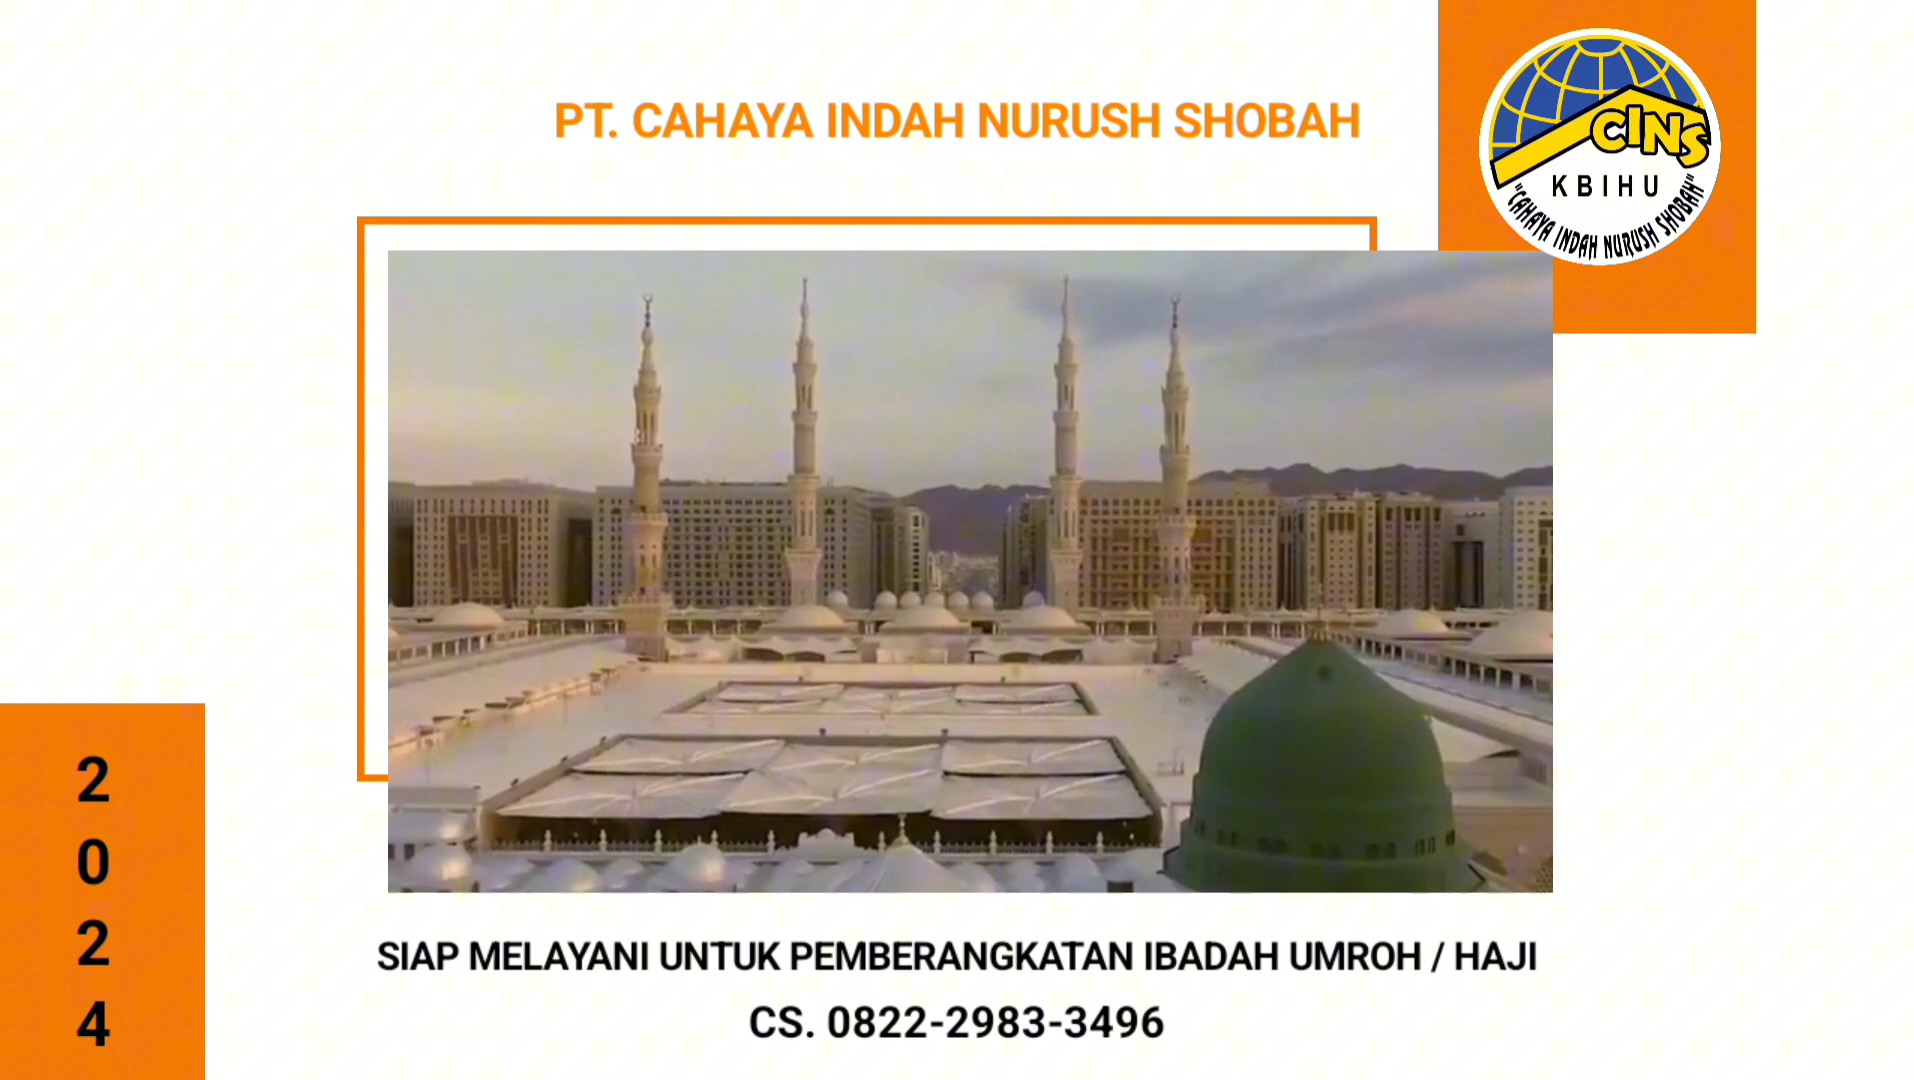 PT. CAHAYA INDAH NURUSH SHOBAH
CINS
KBIHU
"CAHAYA INDAH NURUSH SHOBAH"
2
0
2
4
SIAP MELAYANI UNTUK PEMBERANGKATAN IBADAH UMROH / HAJI
CS. 0822-2983-3496